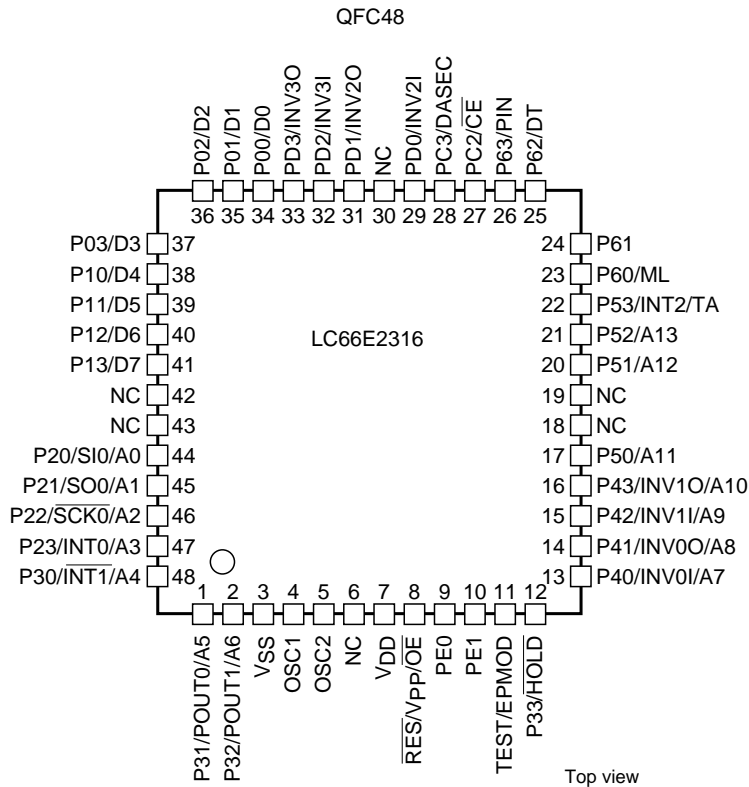 QFC48
P02/D2
P01/D1
P00/D0
PD3/INV3O
PD2/INV3I
PD1/INV2O
NC
PD0/INV2I
PC3/DASEC
PC2/C̅E̅
P63/PIN
P62/DT
36 35 34 33 32 31 30 29 28 27 26 25
P03/D3 37
P10/D4 38
P11/D5 39
P12/D6 40
P13/D7 41
NC 42
NC 43
P20/SI0/A0 44
P21/SO0/A1 45
P22/S̅C̅K̅0̅/A2 46
P23/INT0/A3 47
P30/I̅N̅T̅1̅/A4 48
LC66E2316
24 P61
23 P60/ML
22 P53/INT2/TA
21 P52/A13
20 P51/A12
19 NC
18 NC
17 P50/A11
16 P43/INV1O/A10
15 P42/INV1I/A9
14 P41/INV0O/A8
13 P40/INV0I/A7
1 2 3 4 5 6 7 8 9 10 11 12
P31/POUT0/A5
P32/POUT1/A6
VSS
OSC1
OSC2
NC
VDD
R̅E̅S̅/VPP/O̅E̅
PE0
PE1
TEST/EPMOD
P33/H̅O̅L̅D̅
Top view